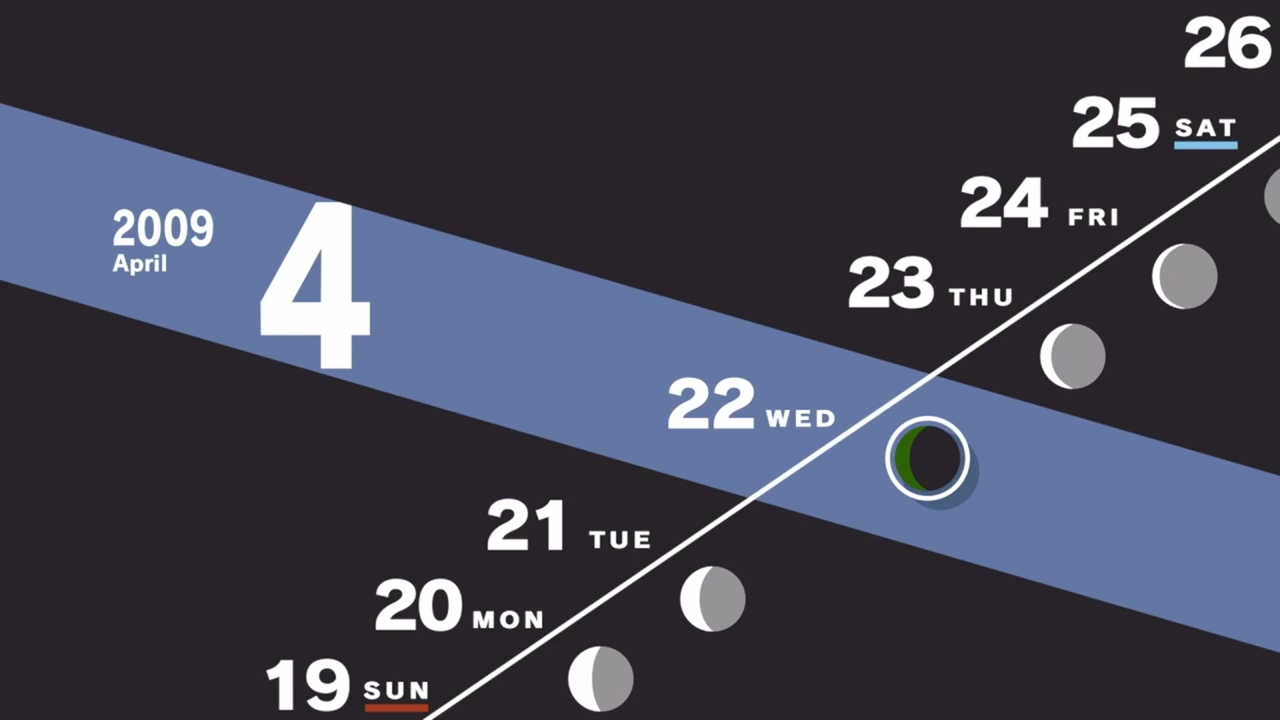 26
25 SAT
24 FRI
2009
April
4
23 THU
22 WED
21 TUE
20 MON
19 SUN